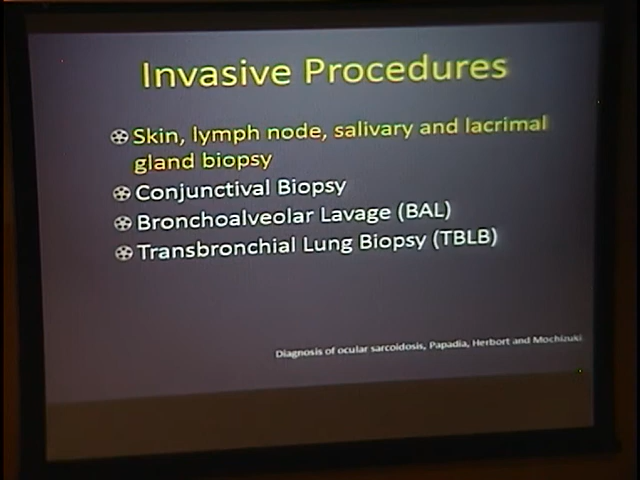 Invasive Procedures
Skin, lymph node, salivary and lacrimal
gland biopsy
Conjunctival Biopsy
Bronchoalveolar Lavage (BAL)
Transbronchial Lung Biopsy (TBLB)
Diagnosis of ocular sarcoidosis, Papadia, Herbort and Mochizuki